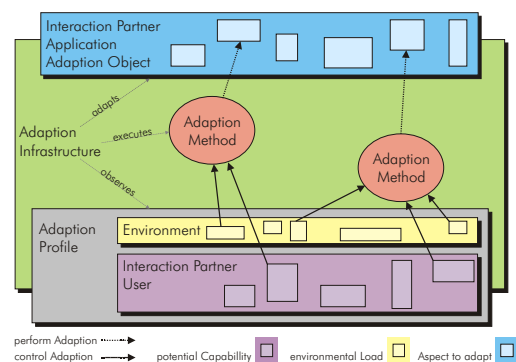 Interaction Partner
Application
Adaption Object
adapts
Adaption
Infrastructure
executes
observes
Adaption
Method
Adaption
Method
Adaption
Profile
Environment
Interaction Partner
User
perform Adaption
control Adaption
potential Capabillity
environmental Load
Aspect to adapt